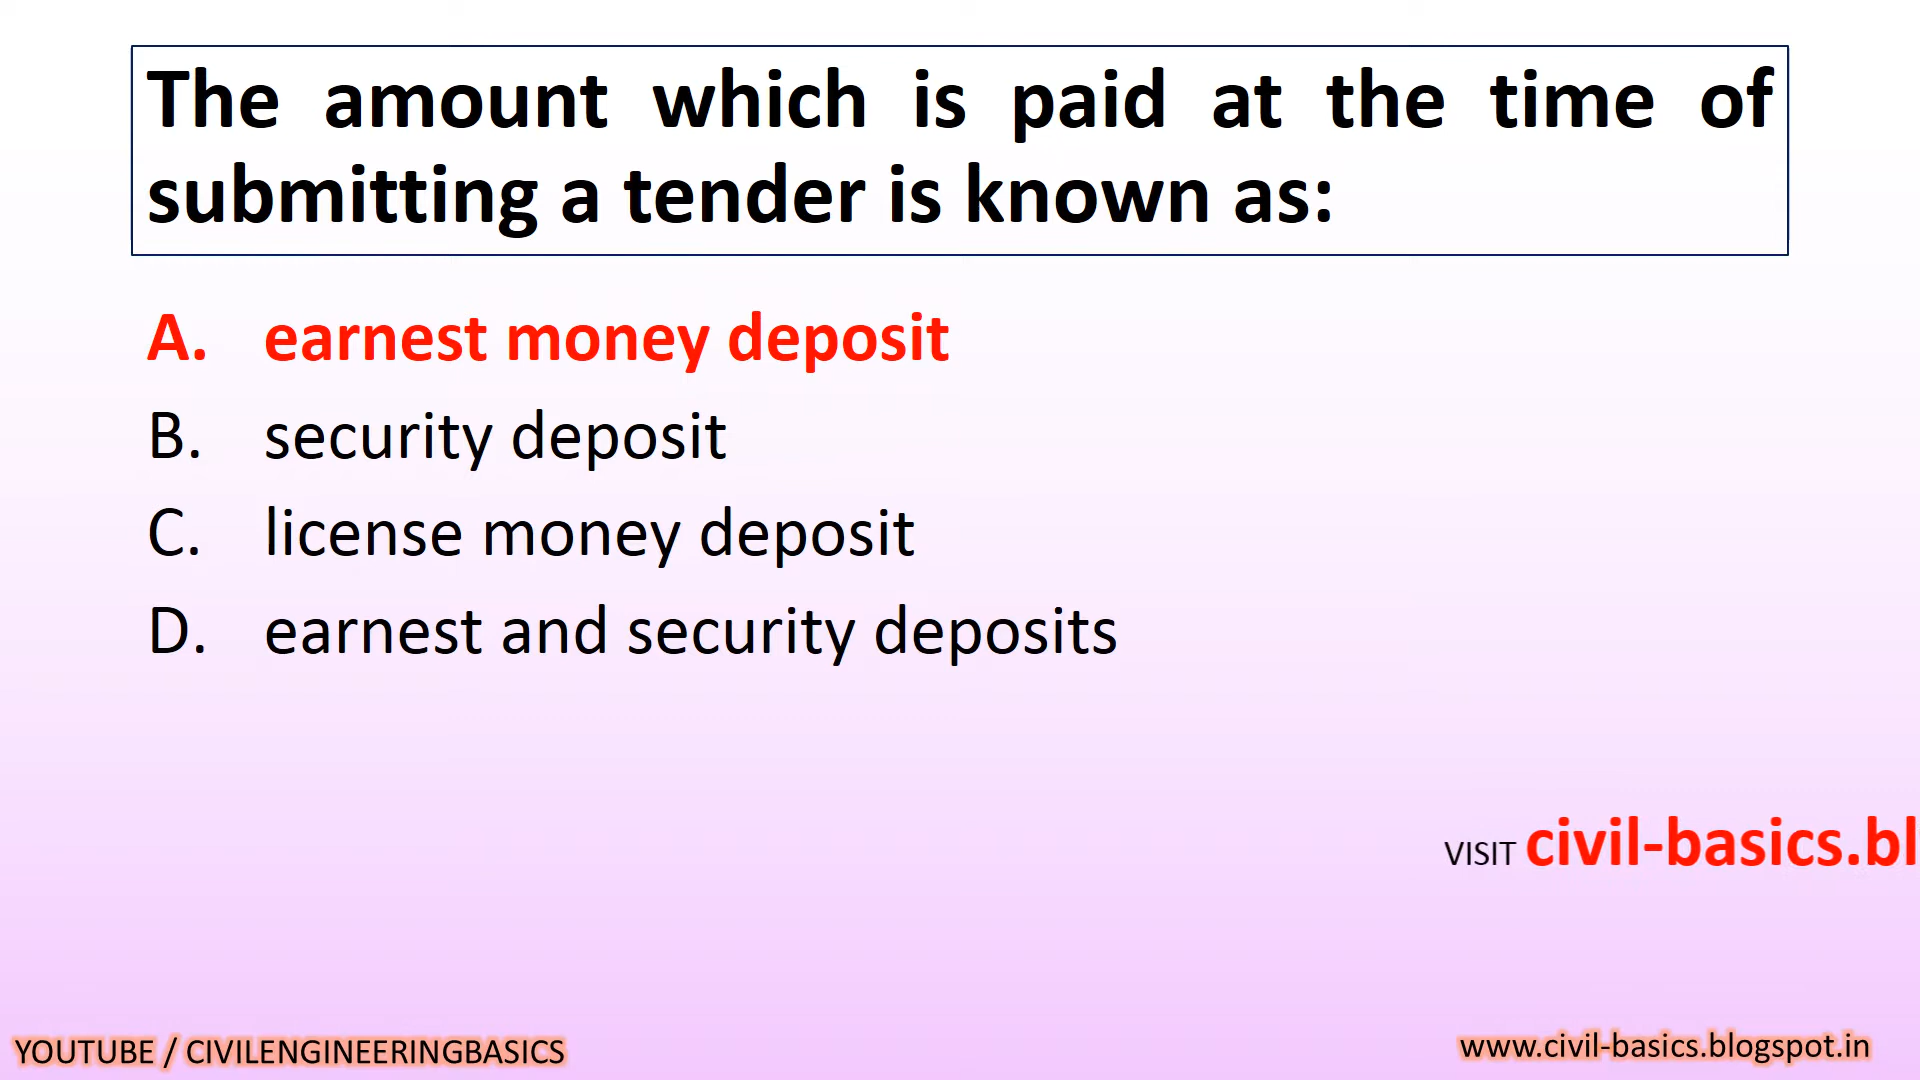 The amount which is paid at the time of
submitting a tender is known as:
A. earnest money deposit
B. security deposit
C. license money deposit
D. earnest and security deposits
VISIT civil-basics.bl
YOUTUBE / CIVILENGINEERINGBASICS
www.civil-basics.blogspot.in